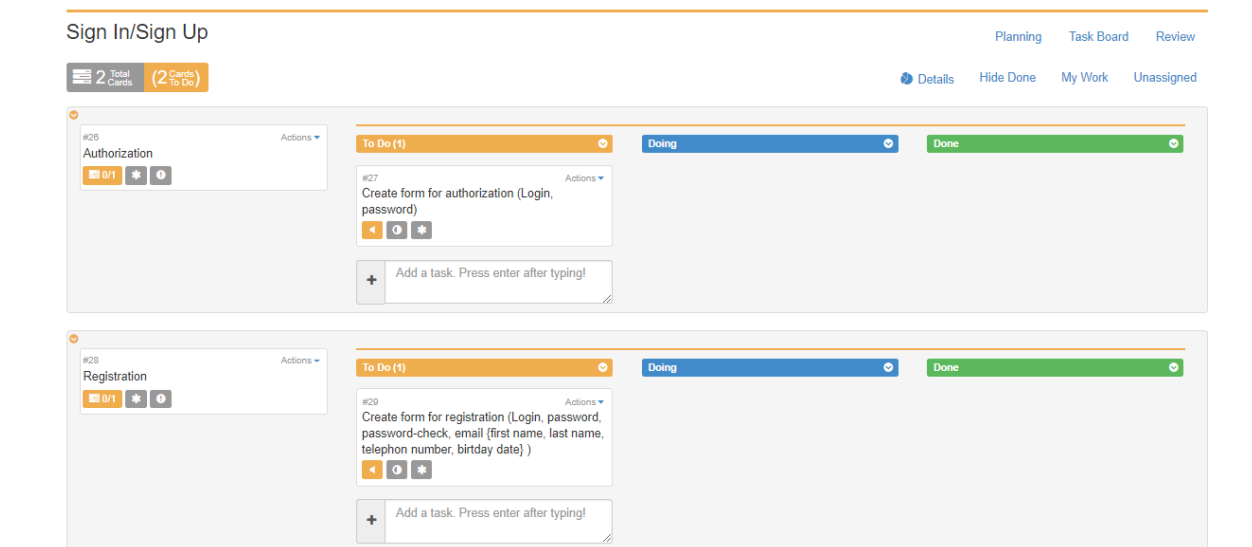 Sign In/Sign Up
Planning Task Board Review
2 Total Cards (2 Cards To Do)
Details Hide Done My Work Unassigned
#26 Actions
Authorization
0/1
To Do (1) Doing Done
#27 Actions
Create form for authorization (Login,
password)
Add a task. Press enter after typing!
#28 Actions
Registration
0/1
To Do (1) Doing Done
#29 Actions
Create form for registration (Login, password,
password-check, email {first name, last name,
telephon number, birtday date} )
Add a task. Press enter after typing!